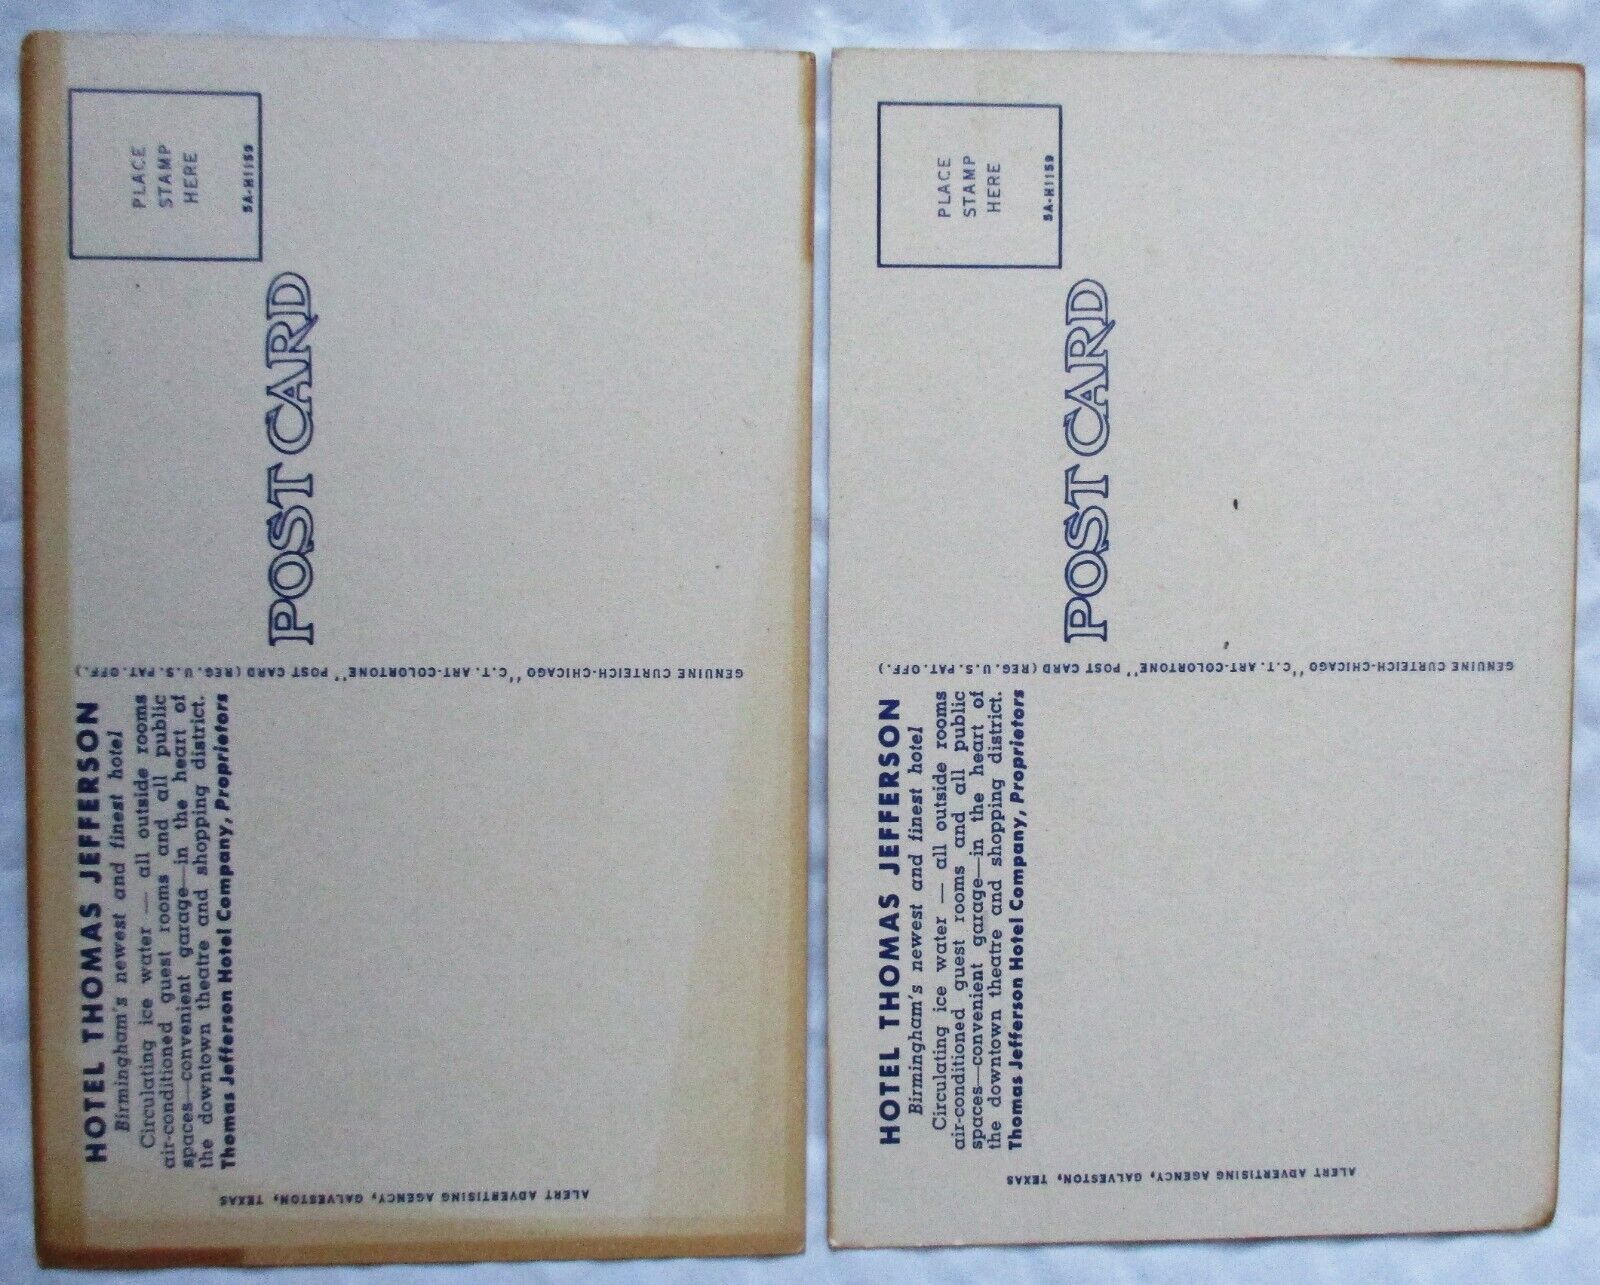 HOTEL THOMAS JEFFERSON
Birmingham's newest and finest hotel
Circulating ice water — all outside rooms
air-conditioned guest rooms and all public
spaces—convenient garage—in the heart of
the downtown theatre and shopping district.
Thomas Jefferson Hotel Company, Proprietors
ALERT ADVERTISING AGENCY, GALVESTON, TEXAS
GENUINE CURTEICH-CHICAGO "C.T. ART-COLORTONE" POST CARD (REG. U.S. PAT. OFF.)
POST CARD
PLACE
STAMP
HERE
5A-H1159
HOTEL THOMAS JEFFERSON
Birmingham's newest and finest hotel
Circulating ice water — all outside rooms
air-conditioned guest rooms and all public
spaces—convenient garage—in the heart of
the downtown theatre and shopping district.
Thomas Jefferson Hotel Company, Proprietors
ALERT ADVERTISING AGENCY, GALVESTON, TEXAS
GENUINE CURTEICH-CHICAGO "C.T. ART-COLORTONE" POST CARD (REG. U.S. PAT. OFF.)
POST CARD
PLACE
STAMP
HERE
5A-H1159